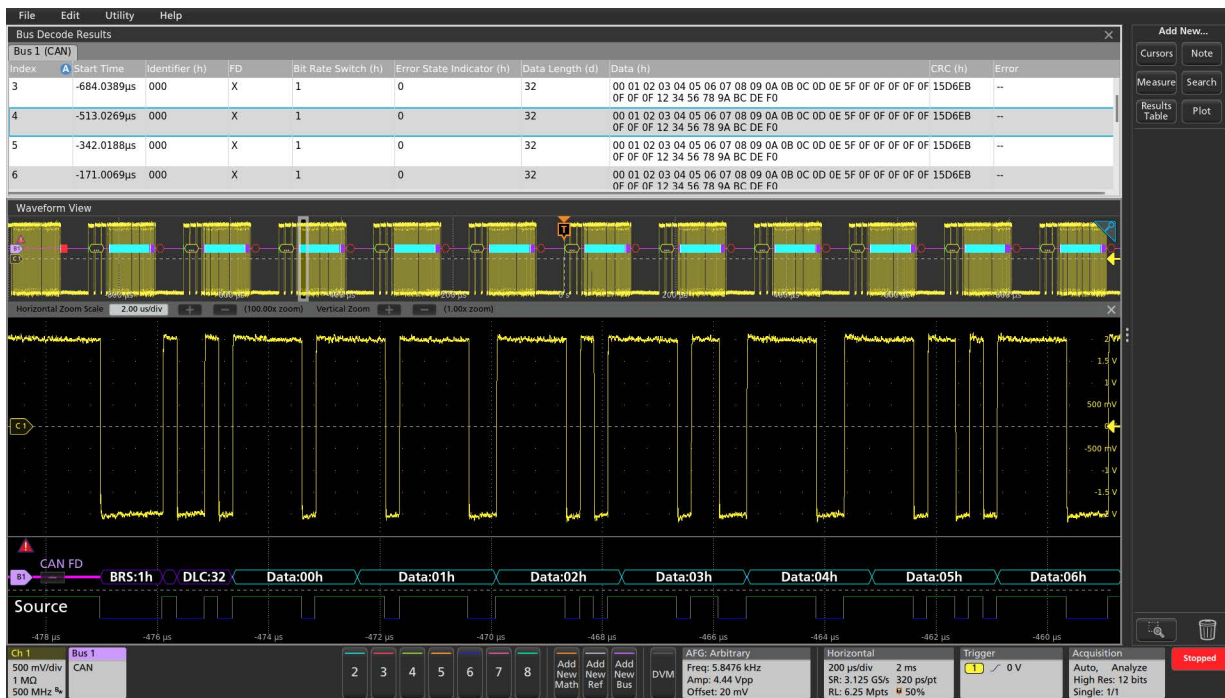 File Edit Utility Help
Bus Decode Results
Bus 1 (CAN)
Index A Start Time Identifier (h) FD Bit Rate Switch (h) Error State Indicator (h) Data Length (d) Data (h) CRC (h) Error
3 -684.0389µs 000 X 1 0 32 00 01 02 03 04 05 06 07 08 09 0A 0B 0C 0D 0E 5F 0F 0F 0F 0F 0F 15D6EB --
0F 0F 0F 12 34 56 78 9A BC DE F0
4 -513.0269µs 000 X 1 0 32 00 01 02 03 04 05 06 07 08 09 0A 0B 0C 0D 0E 5F 0F 0F 0F 0F 0F 15D6EB --
0F 0F 0F 12 34 56 78 9A BC DE F0
5 -342.0188µs 000 X 1 0 32 00 01 02 03 04 05 06 07 08 09 0A 0B 0C 0D 0E 5F 0F 0F 0F 0F 0F 15D6EB --
0F 0F 0F 12 34 56 78 9A BC DE F0
6 -171.0069µs 000 X 1 0 32 00 01 02 03 04 05 06 07 08 09 0A 0B 0C 0D 0E 5F 0F 0F 0F 0F 0F 15D6EB --
0F 0F 0F 12 34 56 78 9A BC DE F0
Add New...
Cursors Note
Measure Search
Results Table Plot
Waveform View
T
B1
C1
0 s
Horizontal Zoom Scale 2.00 us/div + - (100.00x zoom) Vertical Zoom + - (1.00x zoom)
1.5 V
1 V
500 mV
C 1
-500 mV
-1 V
-1.5 V
CAN FD
B1 BRS:1h DLC:32 Data:00h Data:01h Data:02h Data:03h Data:04h Data:05h Data:06h
Source
-478 µs -476 µs -474 µs -472 µs -470 µs -468 µs -466 µs -464 µs -462 µs -460 µs
Ch 1
500 mV/div
1 MΩ
500 MHz
Bus 1
CAN
2 3 4 5 6 7 8
Add New Math
Add New Ref
Add New Bus
DVM
AFG: Arbitrary
Freq: 5.8476 kHz
Amp: 4.44 Vpp
Offset: 20 mV
Horizontal
200 µs/div 2 ms
SR: 3.125 GS/s 320 ps/pt
RL: 6.25 Mpts 50%
Trigger
1 0 V
Acquisition
Auto, Analyze
High Res: 12 bits
Single: 1/1
Stopped